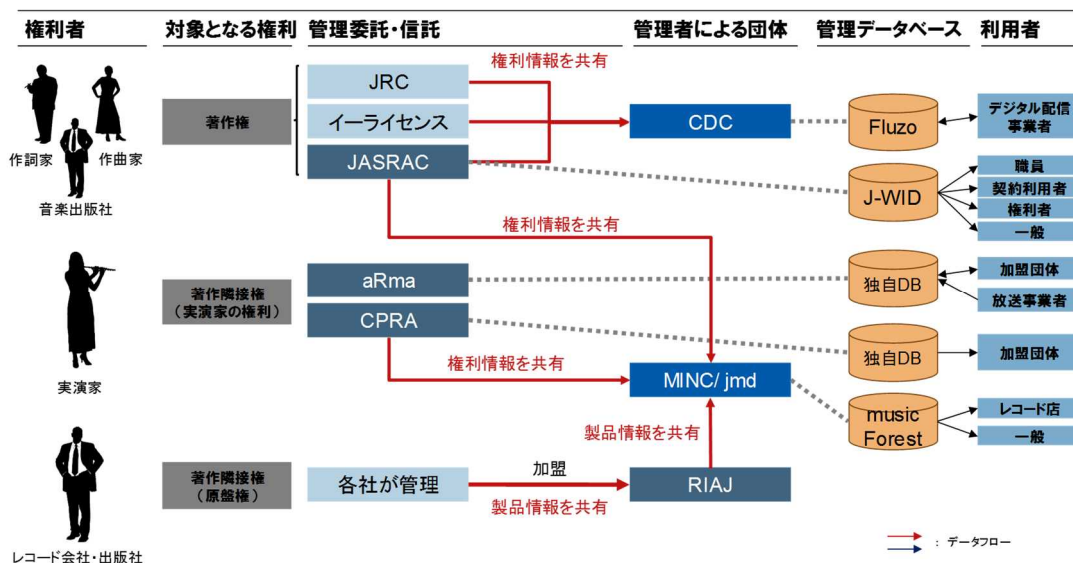 権利者
対象となる権利
管理委託・信託
管理者による団体
管理データベース
利用者
作詞家
作曲家
音楽出版社
著作権
JRC
イーライセンス
JASRAC
権利情報を共有
CDC
Fluzo
デジタル配信
事業者
J-WID
職員
契約利用者
権利者
一般
権利情報を共有
実演家
著作隣接権
(実演家の権利)
aRma
CPRA
独自DB
加盟団体
放送事業者
独自DB
加盟団体
権利情報を共有
MINC/ jmd
music
Forest
レコード店
一般
製品情報を共有
レコード会社・出版社
著作隣接権
(原盤権)
各社が管理
加盟
製品情報を共有
RIAJ
: データフロー